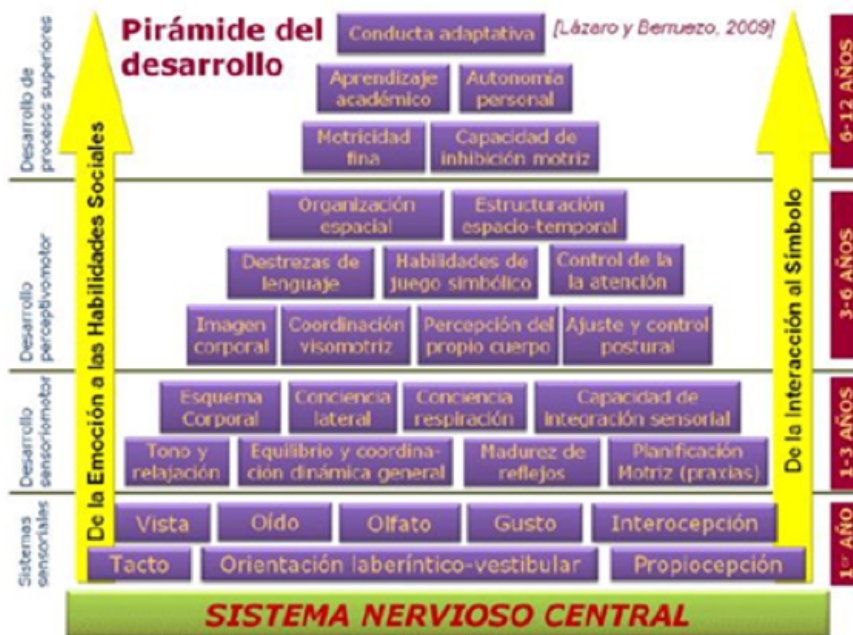 Pirámide del
desarrollo
[Lázaro y Berruezo, 2009]
Conducta adaptativa
Aprendizaje
académico
Autonomía
personal
Motricidad
fina
Capacidad de
inhibición motriz
Desarrollo de
procesos superiores
6-12 AÑOS
Organización
espacial
Estructuración
espacio-temporal
Destrezas de
lenguaje
Habilidades de
juego simbólico
Control de la
la atención
Imagen
corporal
Coordinación
visomotriz
Percepción del
propio cuerpo
Ajuste y control
postural
Desarrollo
perceptivomotor
3-6 AÑOS
Esquema
Corporal
Conciencia
lateral
Conciencia
respiración
Capacidad de
integración sensorial
Tono y
relajación
Equilibrio y coordina-
ción dinámica general
Madurez de
reflejos
Planificación
Motriz (praxias)
Desarrollo
sensoriomotor
1-3 AÑOS
Vista
Oído
Olfato
Gusto
Interocepción
Tacto
Orientación laberíntico-vestibular
Propiocepción
Sistemas
sensoriales
1er AÑO
De la Emoción a las Habilidades Sociales
De la Interacción al Símbolo
SISTEMA NERVIOSO CENTRAL